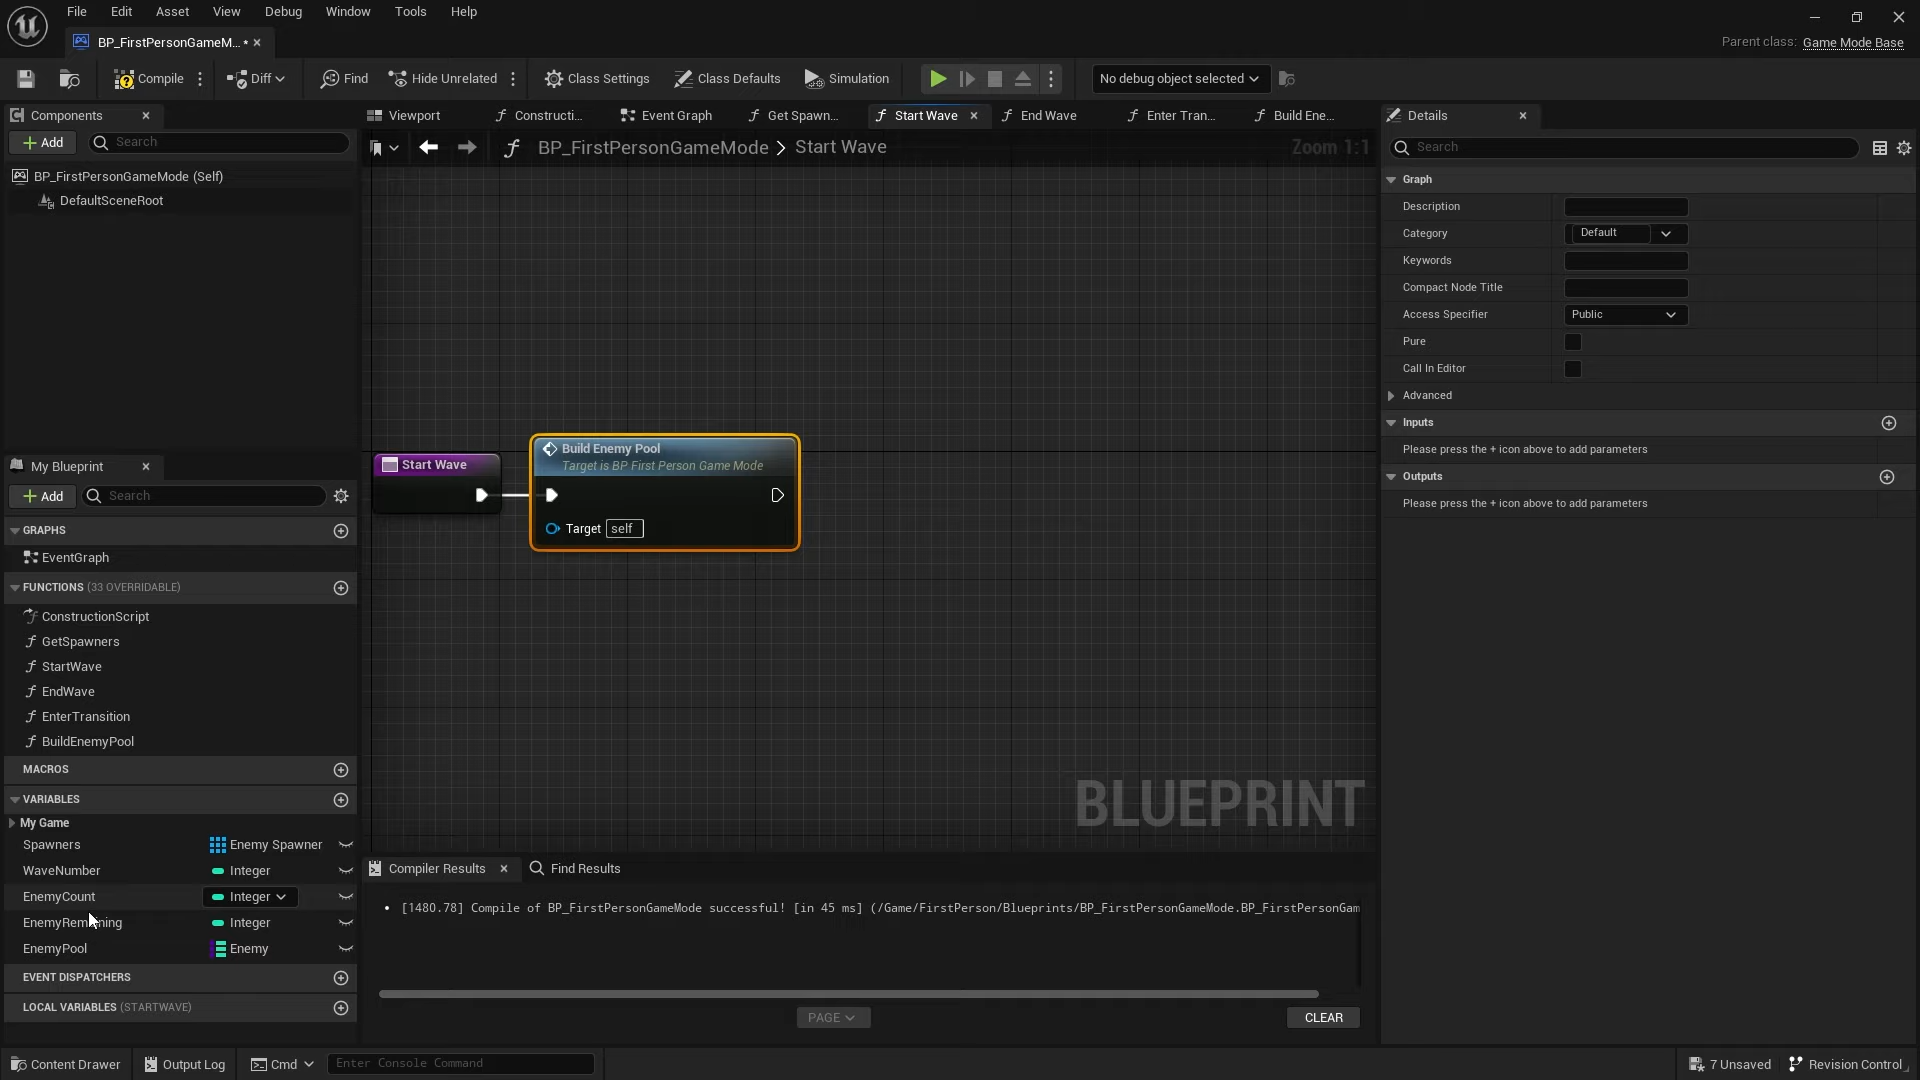 File Edit Asset View Debug Window Tools Help
BP_FirstPersonGameM... •
Parent class: Game Mode Base
Compile Diff Find Hide Unrelated Class Settings Class Defaults Simulation No debug object selected
Components
Add Search
BP_FirstPersonGameMode (Self)
DefaultSceneRoot
My Blueprint
Add Search
GRAPHS
EventGraph
FUNCTIONS (33 OVERRIDABLE)
ConstructionScript
GetSpawners
StartWave
EndWave
EnterTransition
BuildEnemyPool
MACROS
VARIABLES
My Game
Spawners Enemy Spawner
WaveNumber Integer
EnemyCount Integer
EnemyRemaining Integer
EnemyPool Enemy
EVENT DISPATCHERS
LOCAL VARIABLES (STARTWAVE)
Viewport Constructi... Event Graph Get Spawn... Start Wave End Wave Enter Tran... Build Ene...
BP_FirstPersonGameMode > Start Wave Zoom 1:1
Start Wave
Build Enemy Pool
Target is BP First Person Game Mode
Target self
BLUEPRINT
Compiler Results Find Results
• [1480.78] Compile of BP_FirstPersonGameMode successful! [in 45 ms] (/Game/FirstPerson/Blueprints/BP_FirstPersonGameMode.BP_FirstPersonGam
PAGE CLEAR
Details
Search
Graph
Description
Category Default
Keywords
Compact Node Title
Access Specifier Public
Pure
Call In Editor
Advanced
Inputs
Please press the + icon above to add parameters
Outputs
Please press the + icon above to add parameters
Content Drawer Output Log Cmd Enter Console Command 7 Unsaved Revision Control